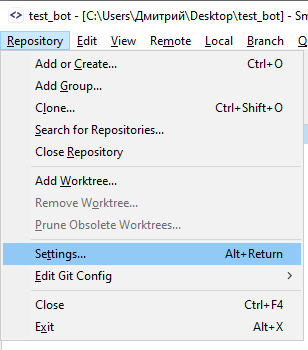 <> test_bot - [C:\Users\Дмитрий\Desktop\test_bot] - Sm
Repository Edit View Remote Local Branch Q
Add or Create... Ctrl+O
Add Group...
Clone... Ctrl+Shift+O
Search for Repositories...
Close Repository
Add Worktree...
Remove Worktree...
Prune Obsolete Worktrees...
Settings... Alt+Return
Edit Git Config >
Close Ctrl+F4
Exit Alt+X